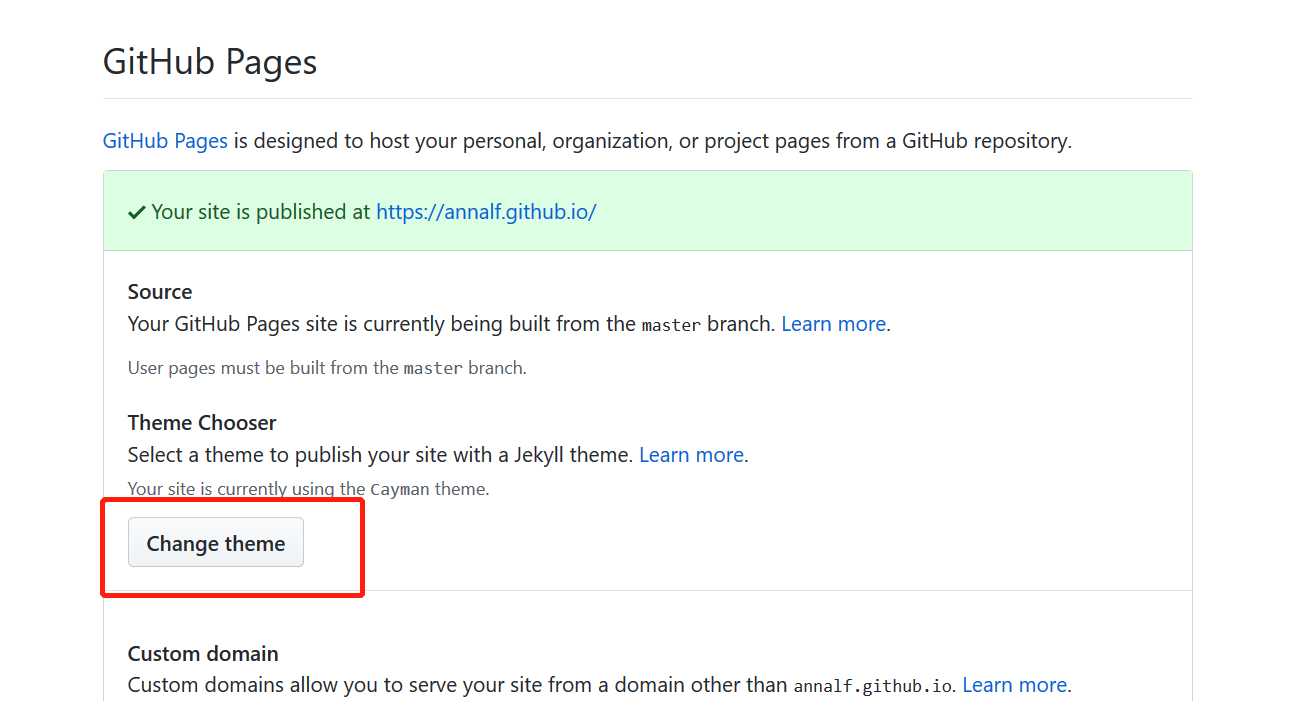 GitHub Pages
GitHub Pages is designed to host your personal, organization, or project pages from a GitHub repository.
Your site is published at https://annalf.github.io/
Source
Your GitHub Pages site is currently being built from the master branch. Learn more.
User pages must be built from the master branch.
Theme Chooser
Select a theme to publish your site with a Jekyll theme. Learn more.
Your site is currently using the Cayman theme.
Change theme
Custom domain
Custom domains allow you to serve your site from a domain other than annalf.github.io. Learn more.